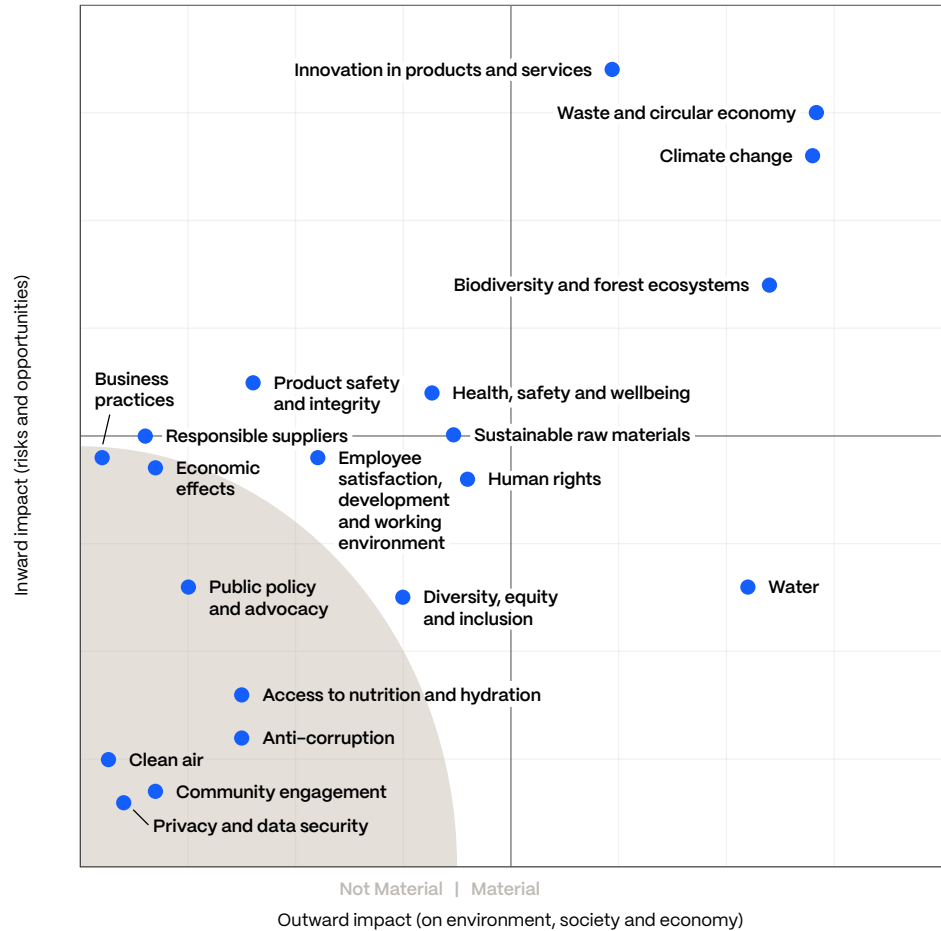 Innovation in products and services
Waste and circular economy
Climate change
Biodiversity and forest ecosystems
Business
practices
Product safety
and integrity
Health, safety and wellbeing
Responsible suppliers
Sustainable raw materials
Economic
effects
Employee
satisfaction,
development
and working
environment
Human rights
Public policy
and advocacy
Diversity, equity
and inclusion
Water
Access to nutrition and hydration
Anti-corruption
Clean air
Community engagement
Privacy and data security
Inward impact (risks and opportunities)
Not Material | Material
Outward impact (on environment, society and economy)